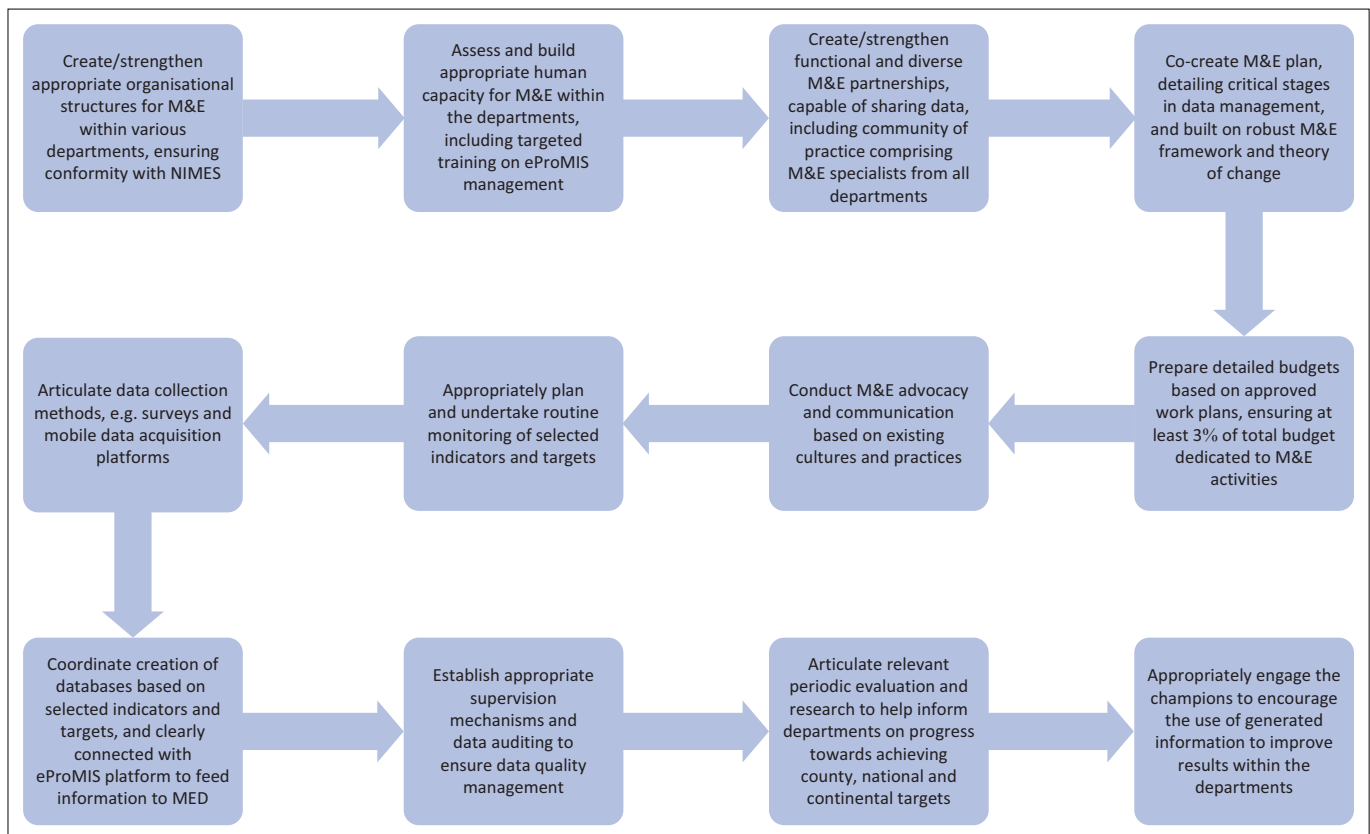 Create/strengthen
appropriate organisational
structures for M&E
within various
departments, ensuring
conformity with NIMES
Assess and build
appropriate human
capacity for M&E within
the departments,
including targeted
training on eProMIS
management
Create/strengthen
functional and diverse
M&E partnerships,
capable of sharing data,
including community of
practice comprising
M&E specialists from all
departments
Co-create M&E plan,
detailing critical stages
in data management,
and built on robust M&E
framework and theory
of change
Prepare detailed budgets
based on approved
work plans, ensuring at
least 3% of total budget
dedicated to M&E
activities
Conduct M&E advocacy
and communication
based on existing
cultures and practices
Appropriately plan
and undertake routine
monitoring of selected
indicators and targets
Articulate data collection
methods, e.g. surveys and
mobile data acquisition
platforms
Coordinate creation of
databases based on
selected indicators and
targets, and clearly
connected with
eProMIS platform to feed
information to MED
Establish appropriate
supervision
mechanisms and
data auditing to
ensure data quality
management
Articulate relevant
periodic evaluation and
research to help inform
departments on progress
towards achieving
county, national and
continental targets
Appropriately engage the
champions to encourage
the use of generated
information to improve
results within the
departments